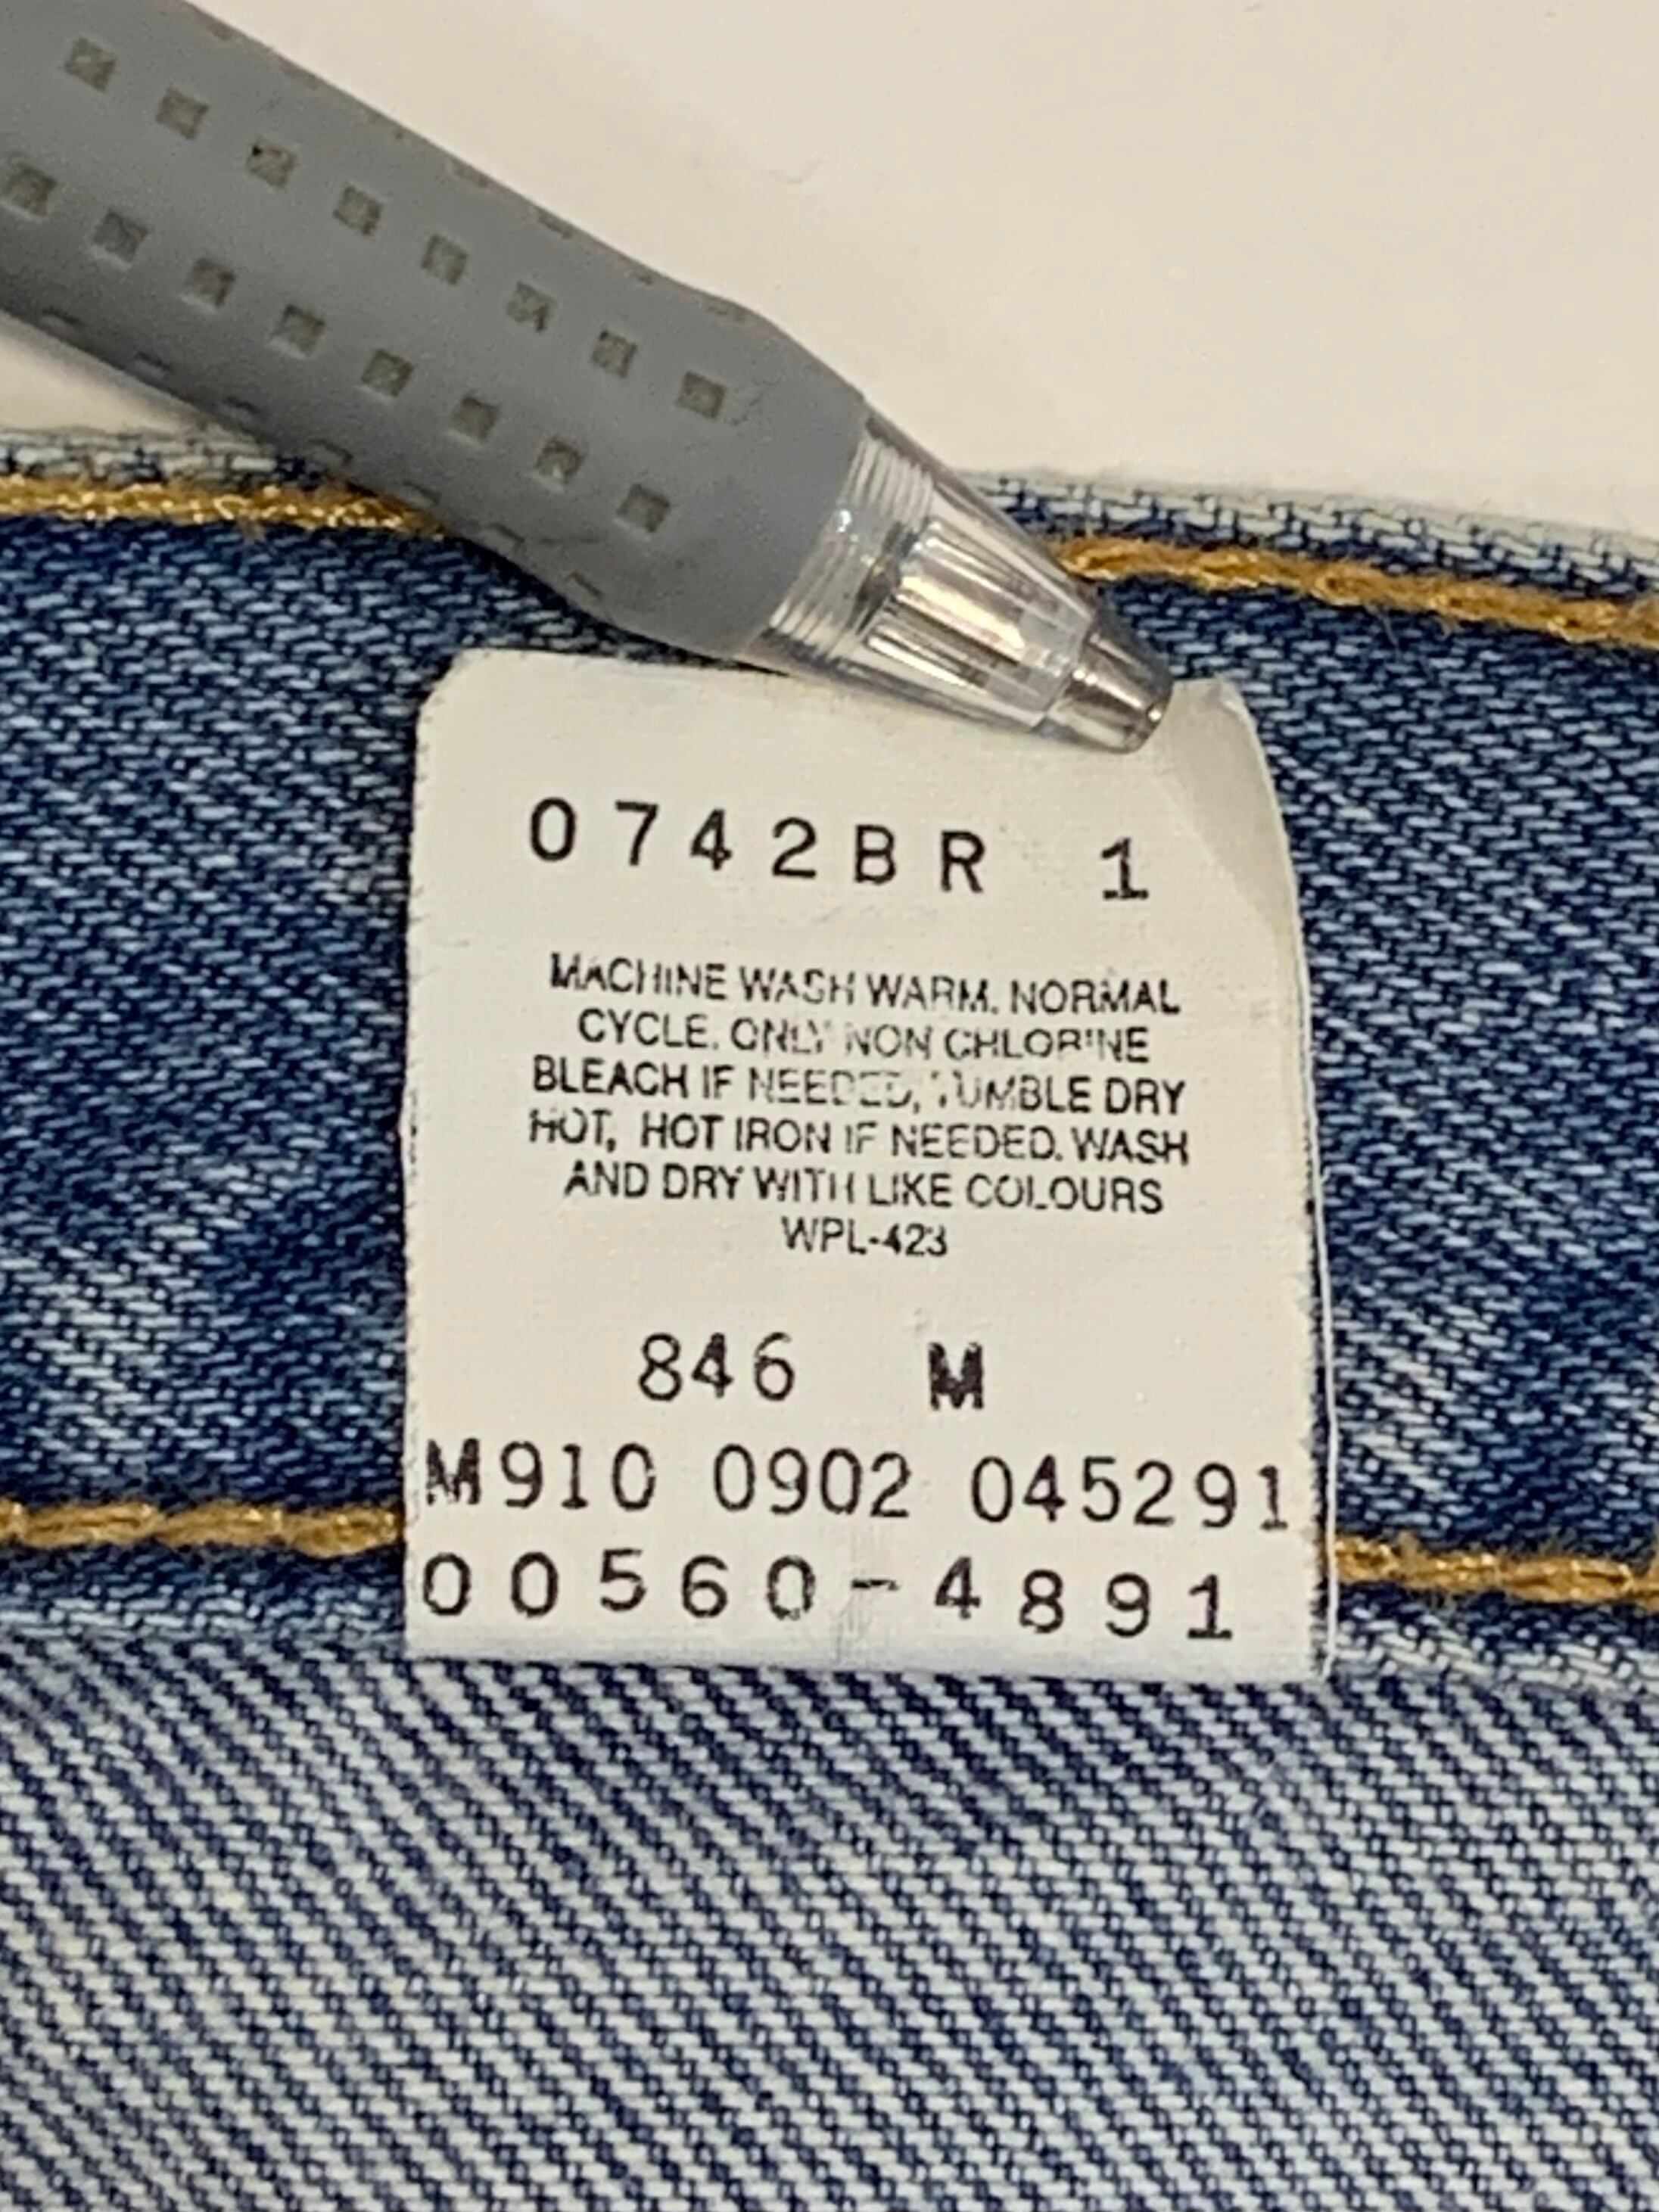 0742BR 1
MACHINE WASH WARM. NORMAL
CYCLE. ONLY NON CHLORINE
BLEACH IF NEEDED, TUMBLE DRY
HOT, HOT IRON IF NEEDED. WASH
AND DRY WITH LIKE COLOURS
WPL-423
846 M
M910 0902 045291
00560-4891